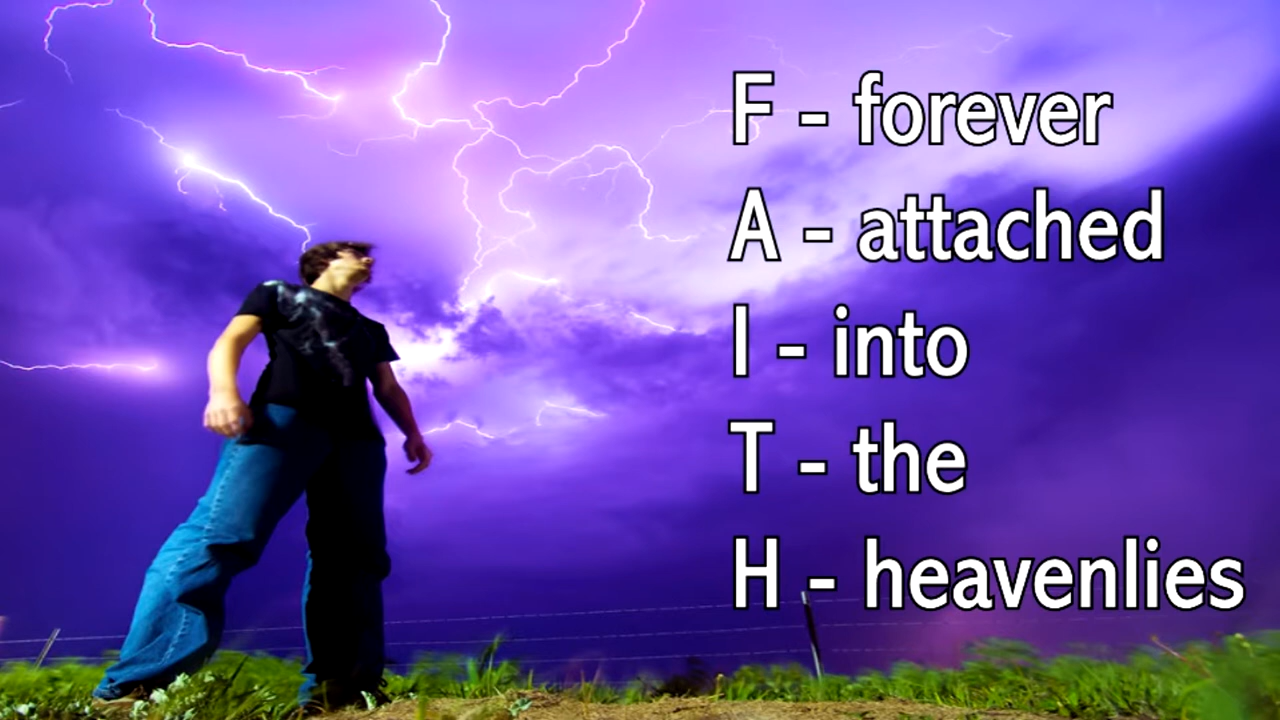 F - forever
A - attached
I - into
T - the
H - heavenlies